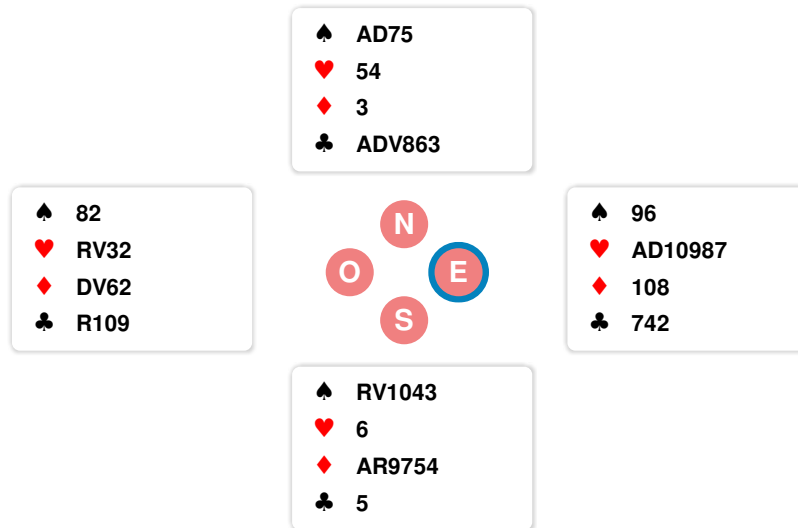 ♠ AD75
♥ 54
♦ 3
♣ ADV863
♠ 82
♥ RV32
♦ DV62
♣ R109
N
O
E
S
♠ 96
♥ AD10987
♦ 108
♣ 742
♠ RV1043
♥ 6
♦ AR9754
♣ 5